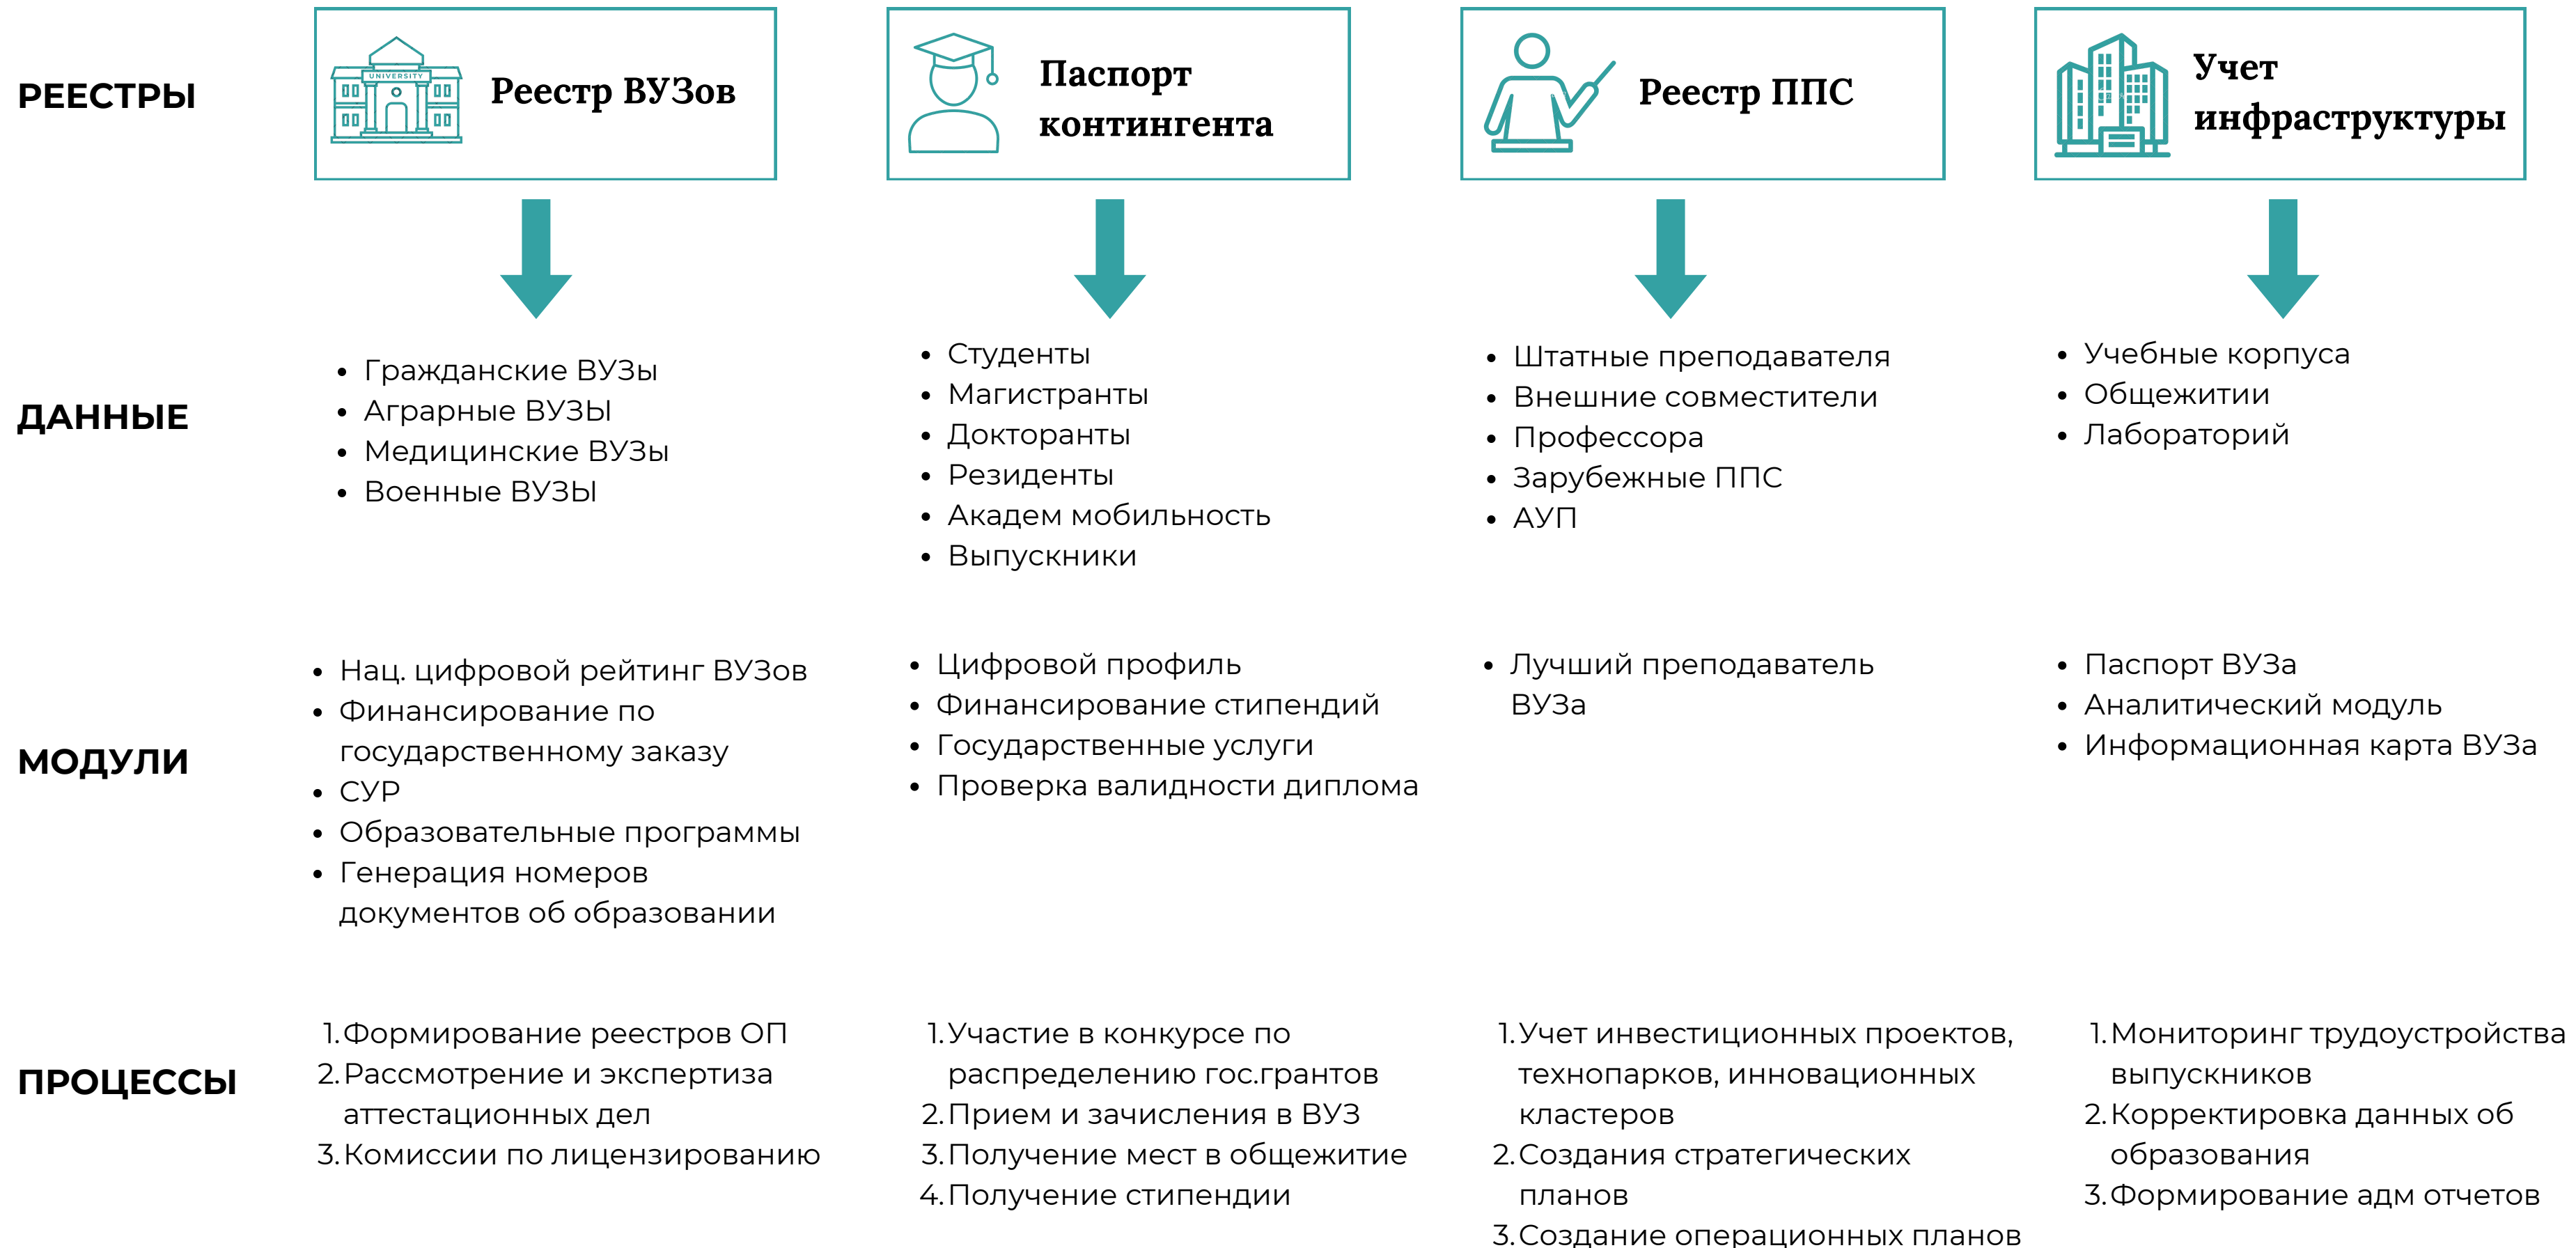 РЕЕСТРЫ
UNIVERSITY
Реестр ВУЗов
Паспорт
контингента
Реестр ППС
Учет
инфраструктуры
ДАННЫЕ
• Гражданские ВУЗы
• Аграрные ВУЗЫ
• Медицинские ВУЗы
• Военные ВУЗЫ
• Студенты
• Магистранты
• Докторанты
• Резиденты
• Академ мобильность
• Выпускники
• Штатные преподавателя
• Внешние совместители
• Профессора
• Зарубежные ППС
• АУП
• Учебные корпуса
• Общежитии
• Лабораторий
МОДУЛИ
• Нац. цифровой рейтинг ВУЗов
• Финансирование по
государственному заказу
• СУР
• Образовательные программы
• Генерация номеров
документов об образовании
• Цифровой профиль
• Финансирование стипендий
• Государственные услуги
• Проверка валидности диплома
• Лучший преподаватель
ВУЗа
• Паспорт ВУЗа
• Аналитический модуль
• Информационная карта ВУЗа
ПРОЦЕССЫ
1. Формирование реестров ОП
2. Рассмотрение и экспертиза
аттестационных дел
3. Комиссии по лицензированию
1. Участие в конкурсе по
распределению гос.грантов
2. Прием и зачисления в ВУЗ
3. Получение мест в общежитие
4. Получение стипендии
1. Учет инвестиционных проектов,
технопарков, инновационных
кластеров
2. Создания стратегических
планов
3. Создание операционных планов
1. Мониторинг трудоустройства
выпускников
2. Корректировка данных об
образования
3. Формирование адм отчетов